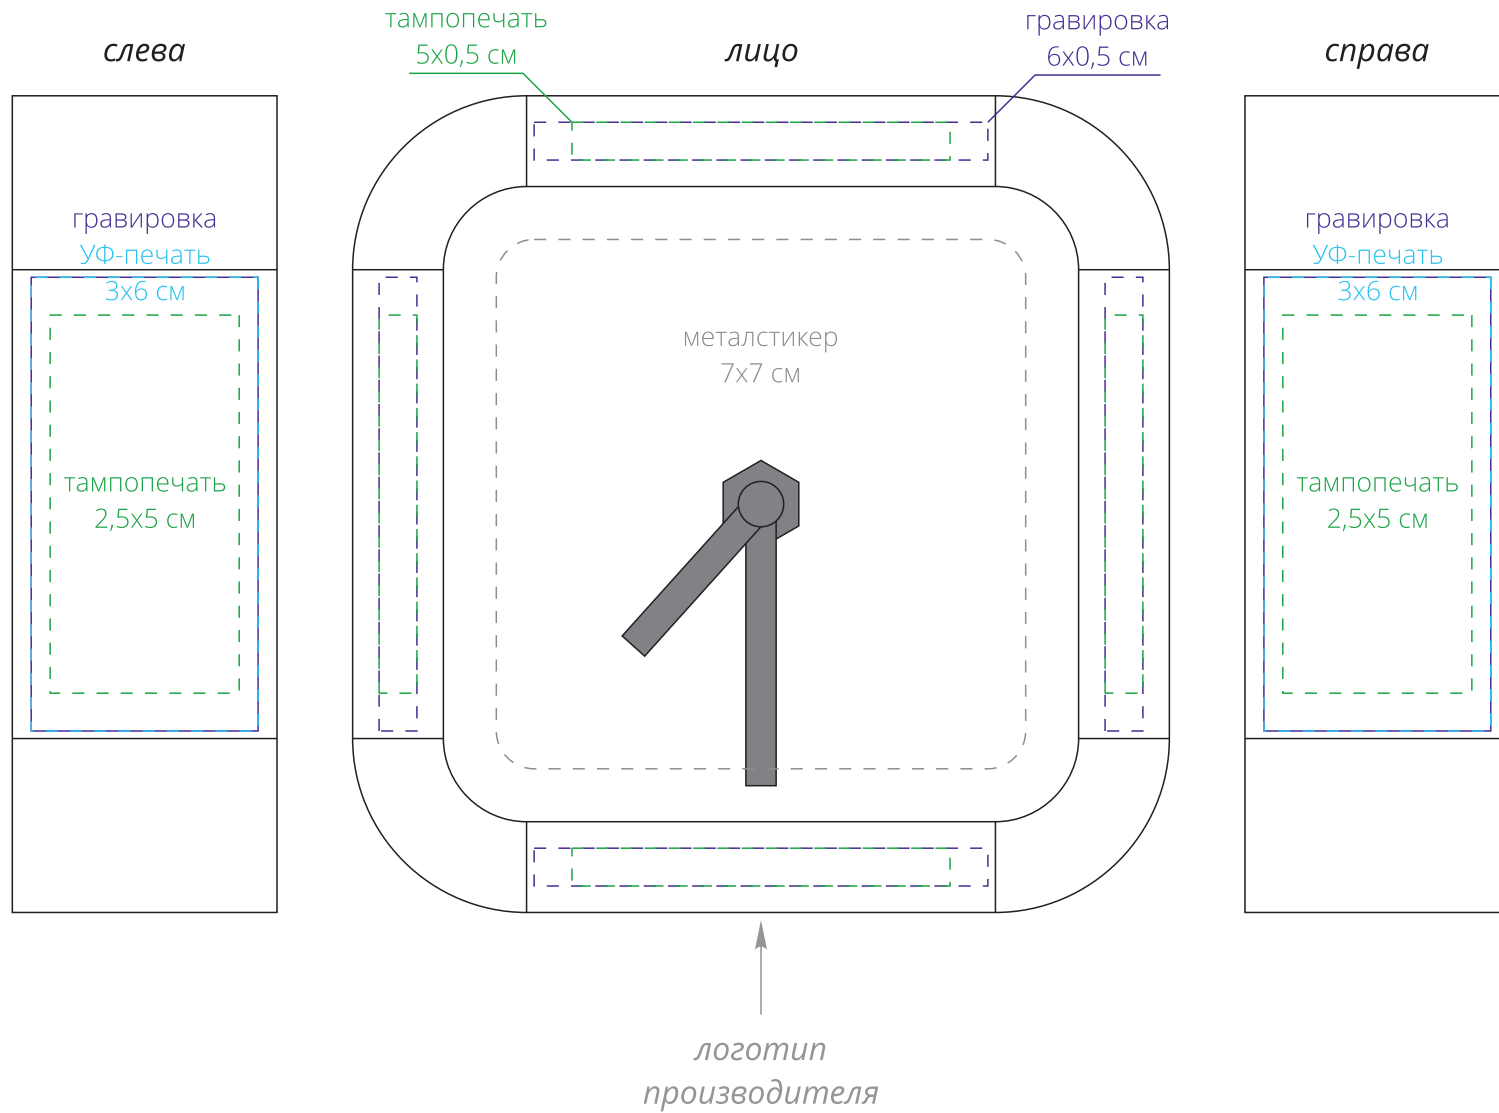 слева
тампопечать
5х0,5 см
лицо
гравировка
6х0,5 см
справа
гравировка
УФ-печать
3х6 см
тампопечать
2,5х5 см
металстикер
7х7 см
гравировка
УФ-печать
3х6 см
тампопечать
2,5х5 см
логотип
производителя